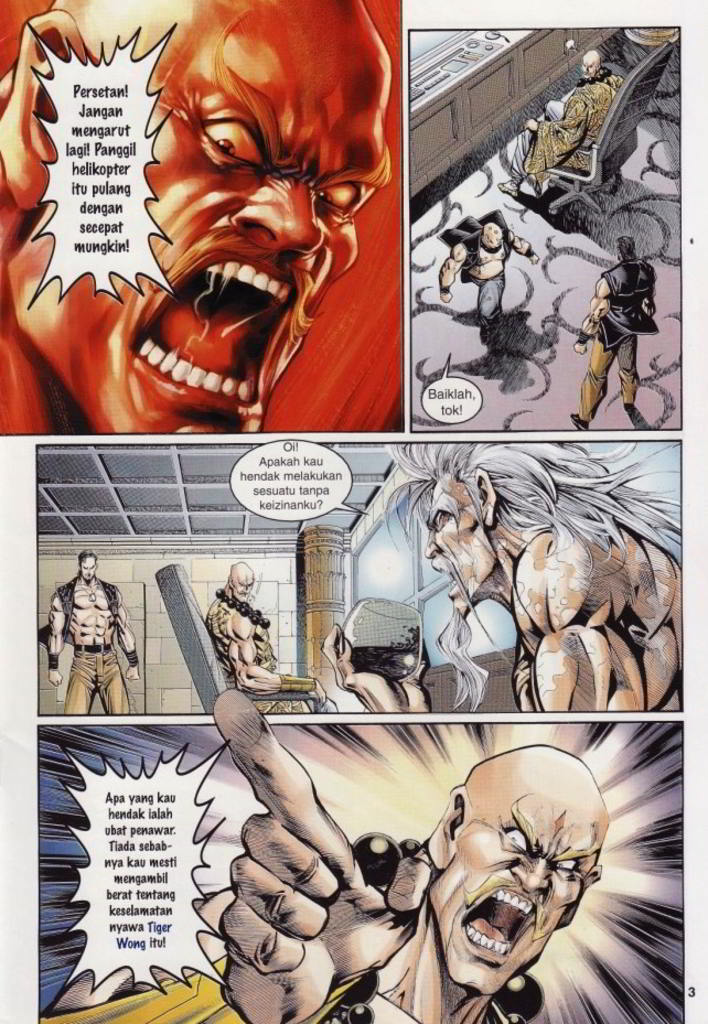 Persetan!
Jangan
mengarut
lagi! Panggil
helikopter
itu pulang
dengan
secepat
mungkin!
Baiklah,
tok!
Oi!
Apakah kau
hendak melakukan
sesuatu tanpa
keizinanku?
Apa yang kau
hendak ialah
ubat penawar.
Tiada sebab-
nya kau mesti
mengambil
berat tentang
keselamatan
nyawa Tiger
Wong itu!
3